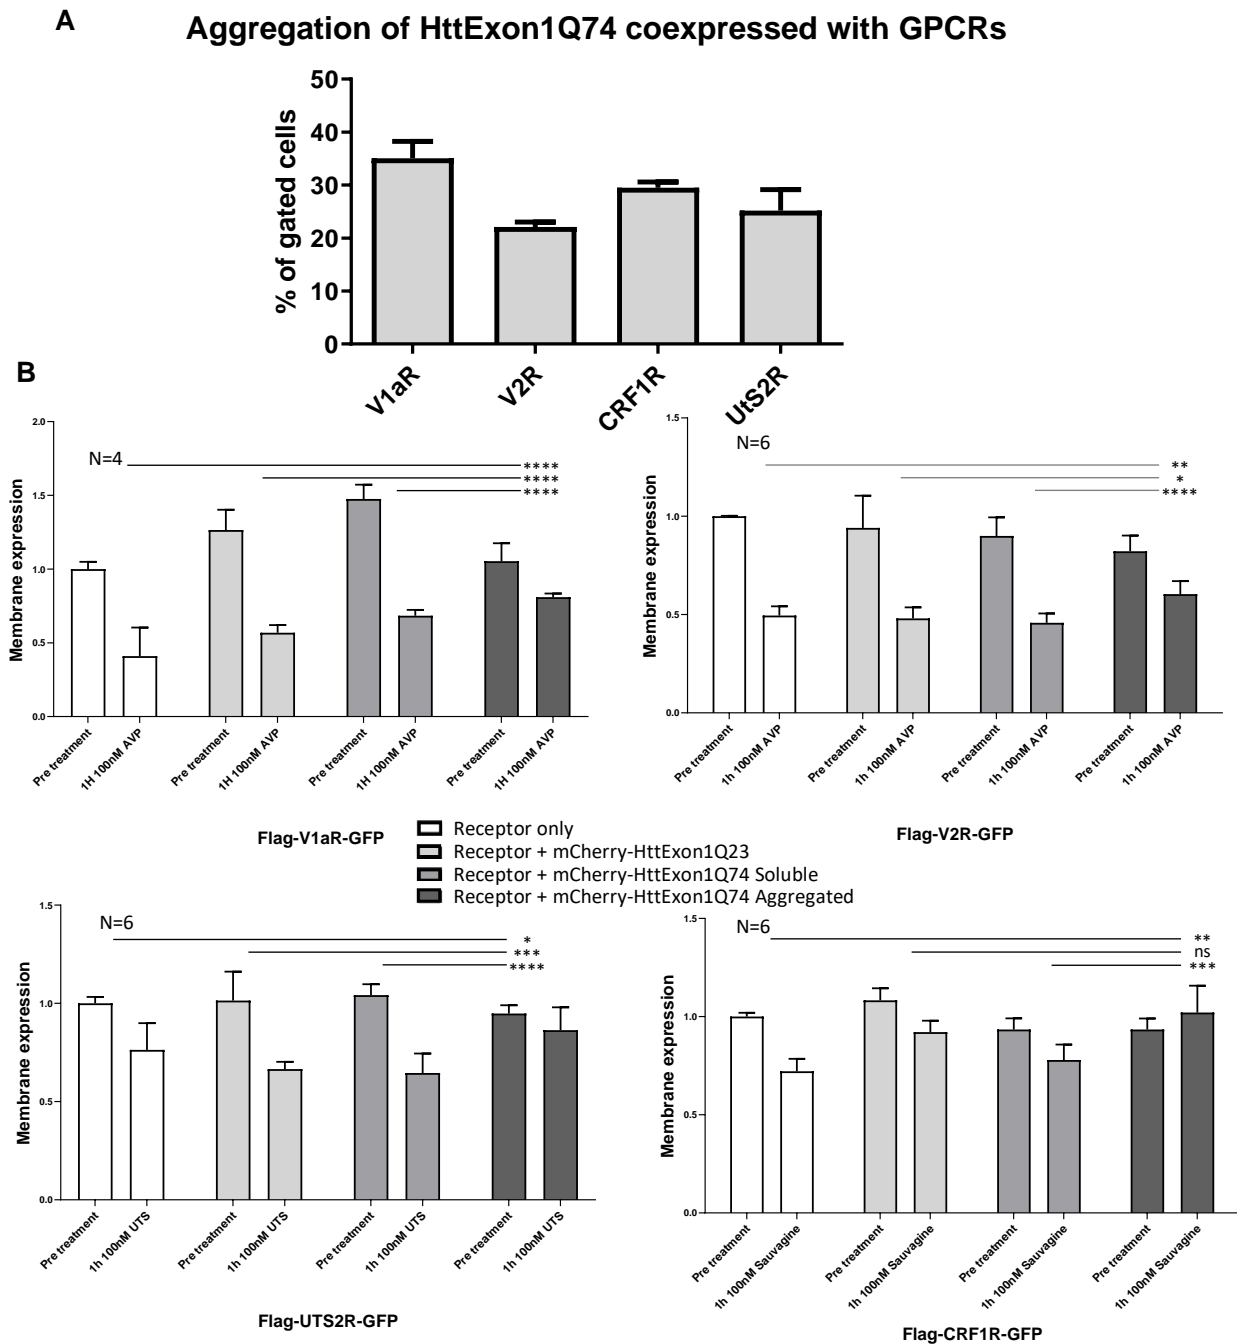 A
Aggregation of HttExon1Q74 coexpressed with GPCRs
% of gated cells
50
40
30
20
10
0
V1aR
V2R
CRF1R
UtS2R
B
Membrane expression
2.0
1.5
1.0
0.5
0.0
N=4
****
****
****
Pre treatment
1H 100nM AVP
Pre treatment
1H 100nM AVP
Pre treatment
1H 100nM AVP
Pre treatment
1H 100nM AVP
Flag-V1aR-GFP
Membrane expression
1.5
1.0
0.5
0.0
N=6
**
*
****
Pre treatment
1h 100nM AVP
Pre treatment
1h 100nM AVP
Pre treatment
1h 100nM AVP
Pre treatment
1h 100nM AVP
Flag-V2R-GFP
Receptor only
Receptor + mCherry-HttExon1Q23
Receptor + mCherry-HttExon1Q74 Soluble
Receptor + mCherry-HttExon1Q74 Aggregated
Membrane expression
1.5
1.0
0.5
0.0
N=6
*
***
****
Pre treatment
1h 100nM UTS
Pre treatment
1h 100nM UTS
Pre treatment
1h 100nM UTS
Pre treatment
1h 100nM UTS
Flag-UTS2R-GFP
Membrane expression
1.5
1.0
0.5
0.0
N=6
**
ns
***
Pre treatment
1h 100nM Sauvagine
Pre treatment
1h 100nM Sauvagine
Pre treatment
1h 100nM Sauvagine
Pre treatment
1h 100nM Sauvagine
Flag-CRF1R-GFP